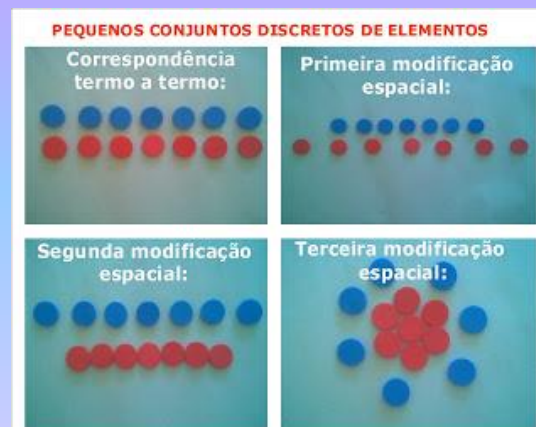 PEQUENOS CONJUNTOS DISCRETOS DE ELEMENTOS
Correspondência
termo a termo:
Primeira modificação
espacial:
Segunda modificação
espacial:
Terceira modificação
espacial: